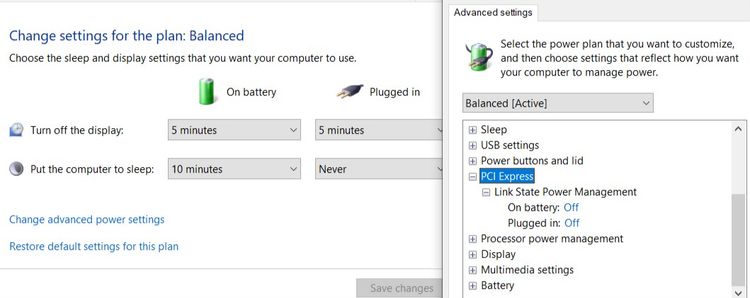 Change settings for the plan: Balanced
Choose the sleep and display settings that you want your computer to use.
On battery
Plugged in
Turn off the display:
5 minutes
5 minutes
Put the computer to sleep:
10 minutes
Never
Change advanced power settings
Restore default settings for this plan
Save changes
Advanced settings
Select the power plan that you want to customize,
and then choose settings that reflect how you want
your computer to manage power.
Balanced [Active]
Sleep
USB settings
Power buttons and lid
PCI Express
Link State Power Management
On battery: Off
Plugged in: Off
Processor power management
Display
Multimedia settings
Battery